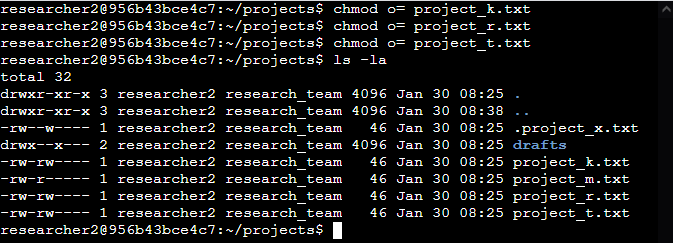 researcher2@956b43bce4c7:~/projects$ chmod o= project_k.txt
researcher2@956b43bce4c7:~/projects$ chmod o= project_r.txt
researcher2@956b43bce4c7:~/projects$ chmod o= project_t.txt
researcher2@956b43bce4c7:~/projects$ ls -la
total 32
drwxr-xr-x 3 researcher2 research_team 4096 Jan 30 08:25 .
drwxr-xr-x 3 researcher2 research_team 4096 Jan 30 08:38 ..
-rw--w---- 1 researcher2 research_team   46 Jan 30 08:25 .project_x.txt
drwx--x--- 2 researcher2 research_team 4096 Jan 30 08:25 drafts
-rw-rw---- 1 researcher2 research_team   46 Jan 30 08:25 project_k.txt
-rw-r----- 1 researcher2 research_team   46 Jan 30 08:25 project_m.txt
-rw-rw---- 1 researcher2 research_team   46 Jan 30 08:25 project_r.txt
-rw-rw---- 1 researcher2 research_team   46 Jan 30 08:25 project_t.txt
researcher2@956b43bce4c7:~/projects$